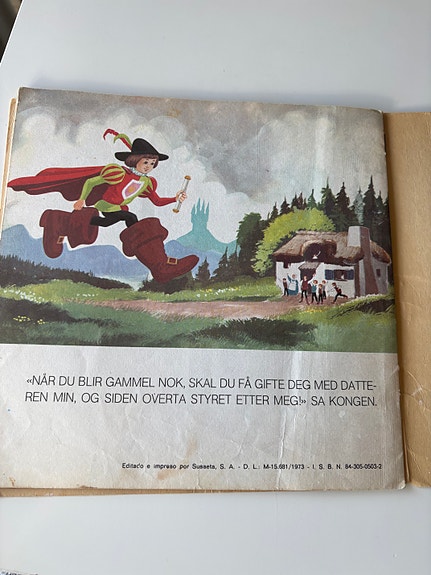 «NÅR DU BLIR GAMMEL NOK, SKAL DU FÅ GIFTE DEG MED DATTE-
REN MIN, OG SIDEN OVERTA STYRET ETTER MEG!» SA KONGEN.
Editado e impreso por Susaeta, S. A. - D. L.: M-15.681/1973 - I. S. B. N. 84-305-0503-2